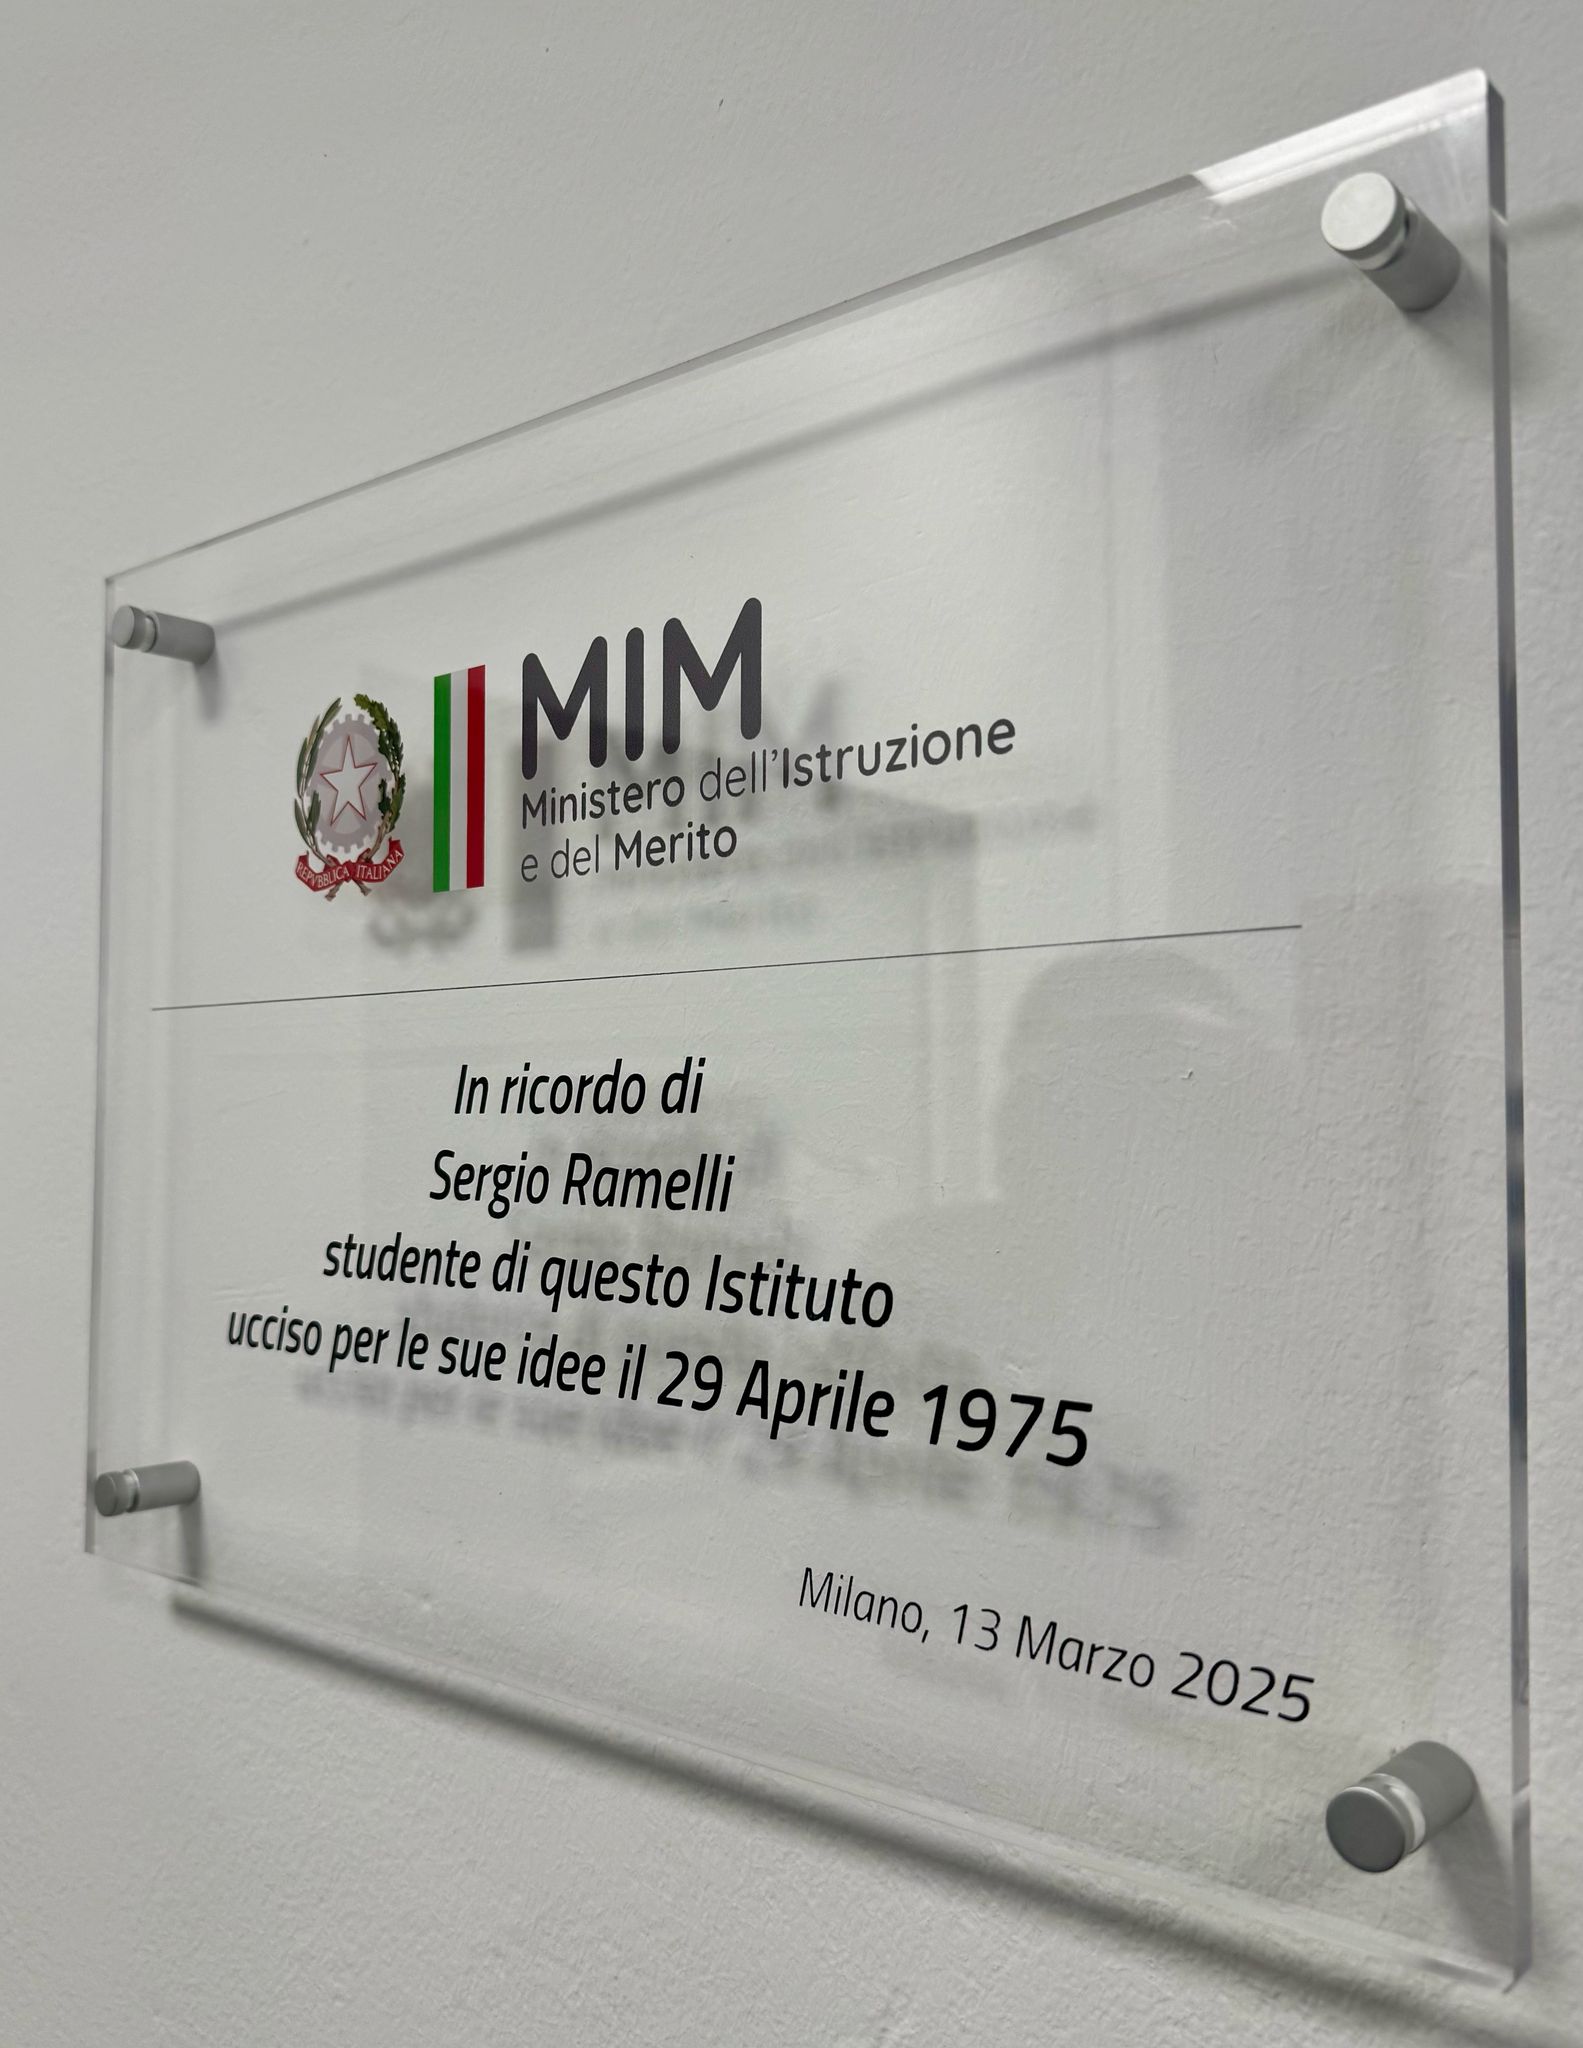 MIM
Ministero dell'Istruzione
e del Merito
REPVBBLICA ITALIANA
In ricordo di
Sergio Ramelli
studente di questo Istituto
ucciso per le sue idee il 29 Aprile 1975
Milano, 13 Marzo 2025